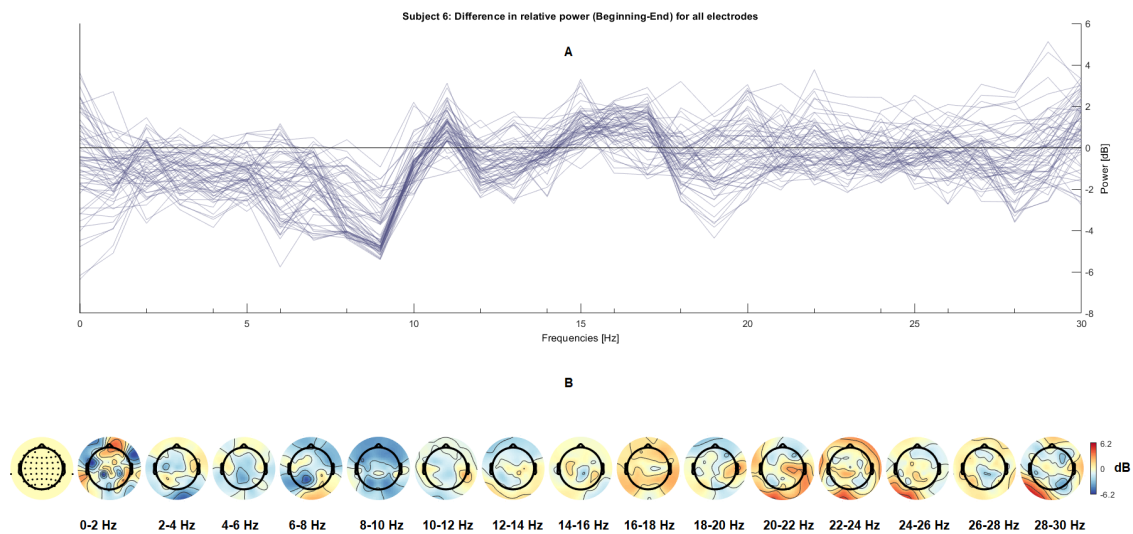 Subject 6: Difference in relative power (Beginning-End) for all electrodes
A
6
4
2
0
-2
-4
-6
-8
Power [dB]
0 5 10 15 20 25 30
Frequencies [Hz]
B
6.2
0 dB
-6.2
0-2 Hz 2-4 Hz 4-6 Hz 6-8 Hz 8-10 Hz 10-12 Hz 12-14 Hz 14-16 Hz 16-18 Hz 18-20 Hz 20-22 Hz 22-24 Hz 24-26 Hz 26-28 Hz 28-30 Hz